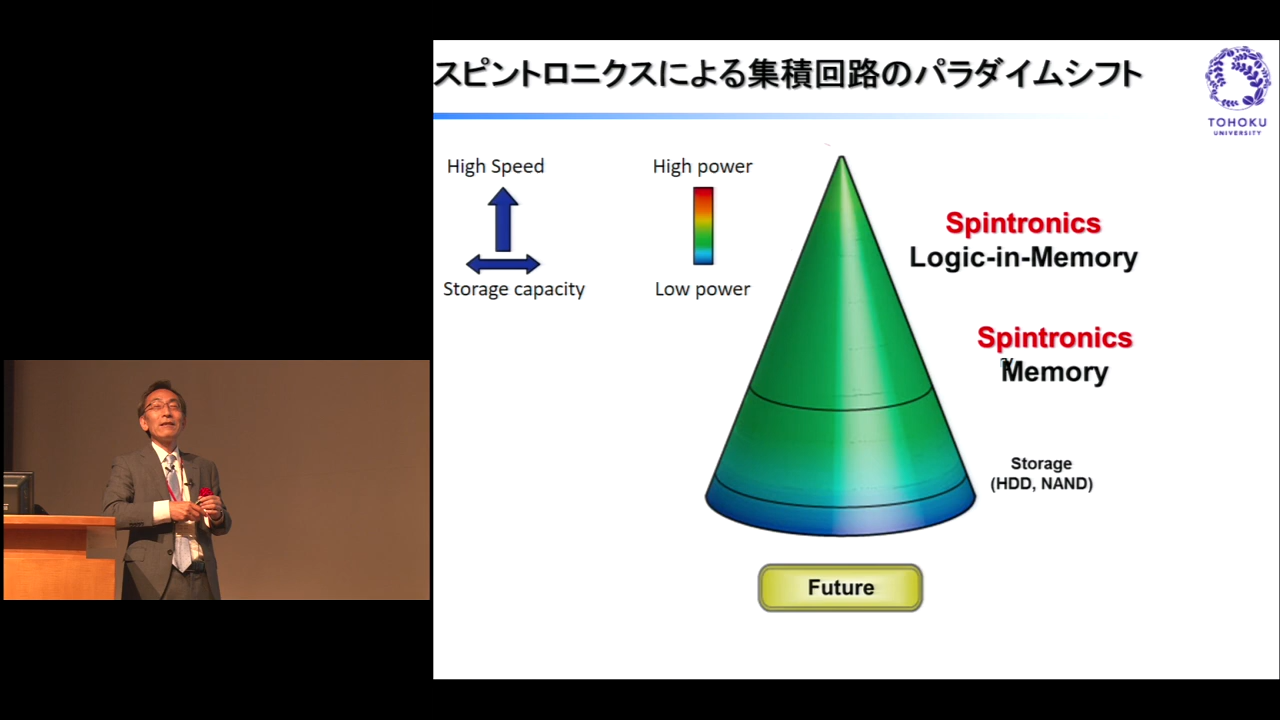 スピントロニクスによる集積回路のパラダイムシフト
TOHOKU
UNIVERSITY
High Speed
High power
Storage capacity
Low power
Spintronics
Logic-in-Memory
Spintronics
Memory
Storage
(HDD, NAND)
Future